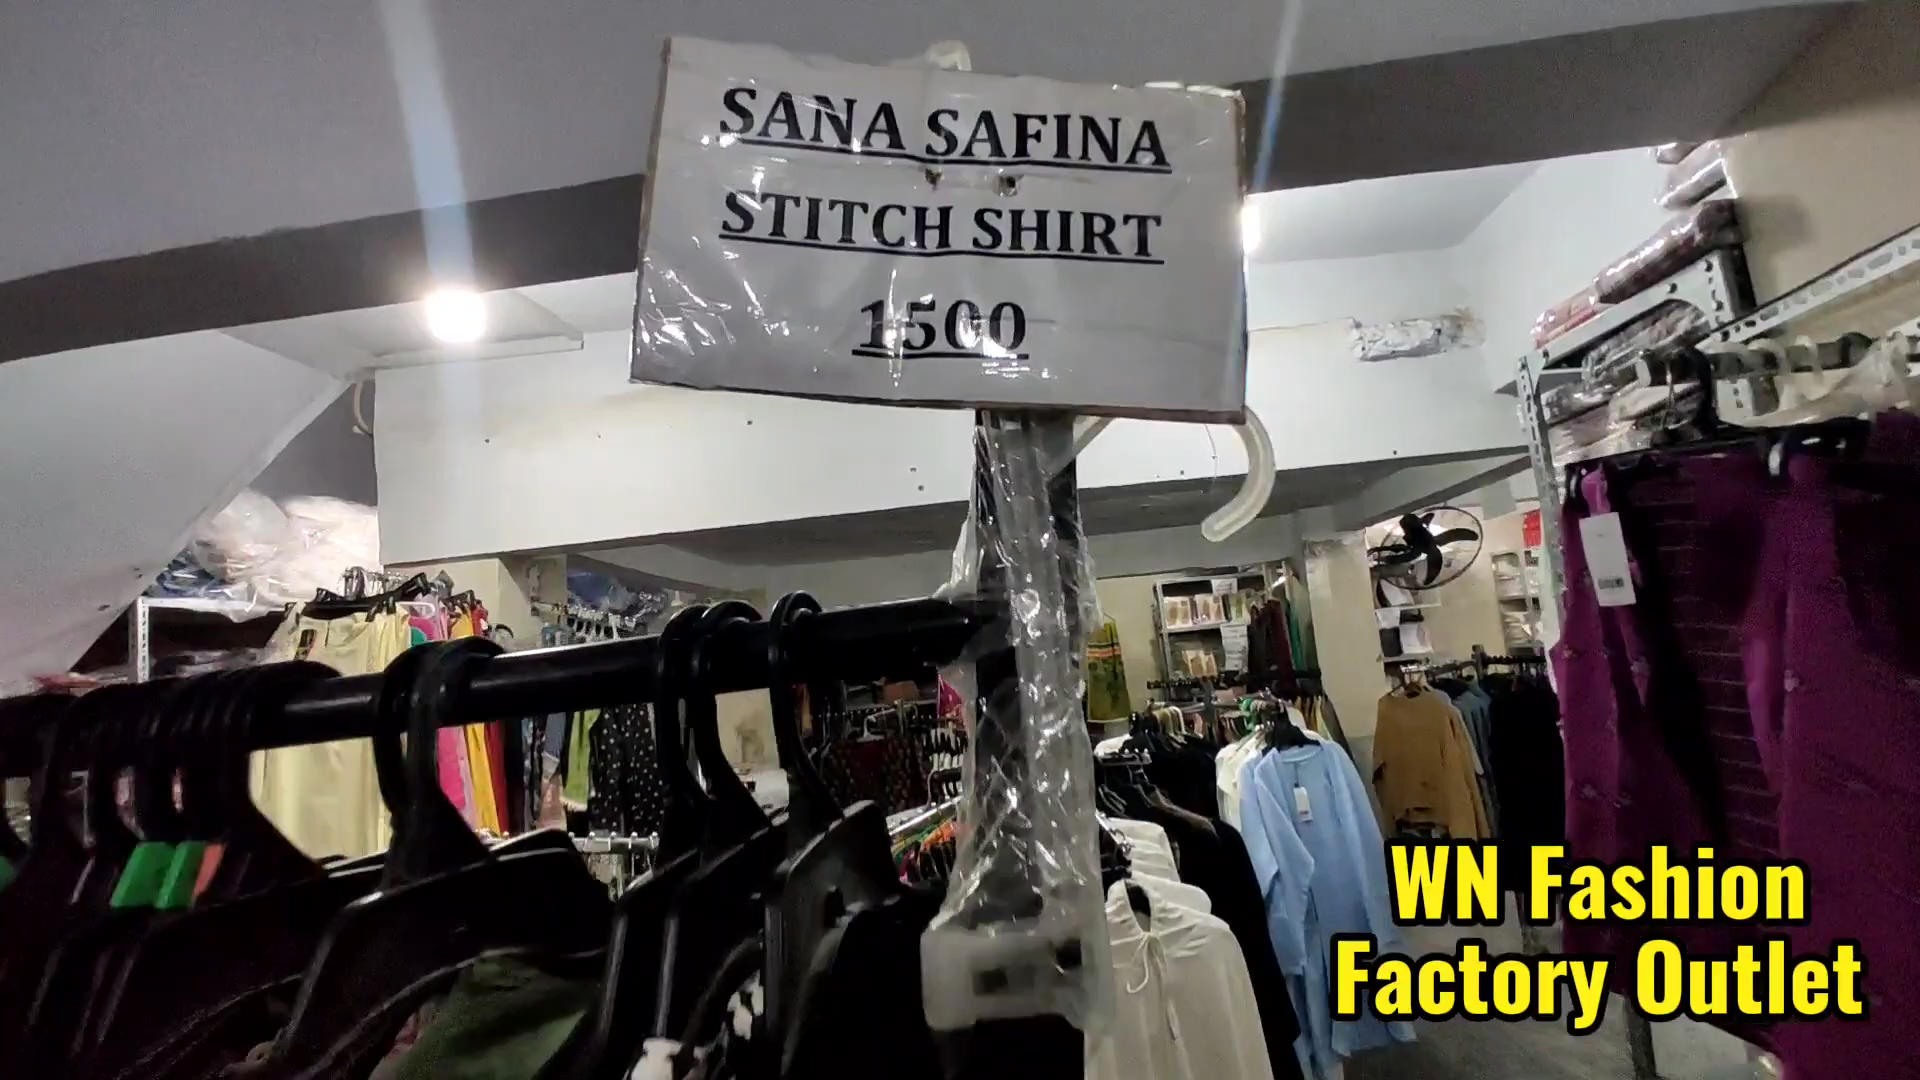 SANA SAFINA
STITCH SHIRT
1500
WN Fashion
Factory Outlet